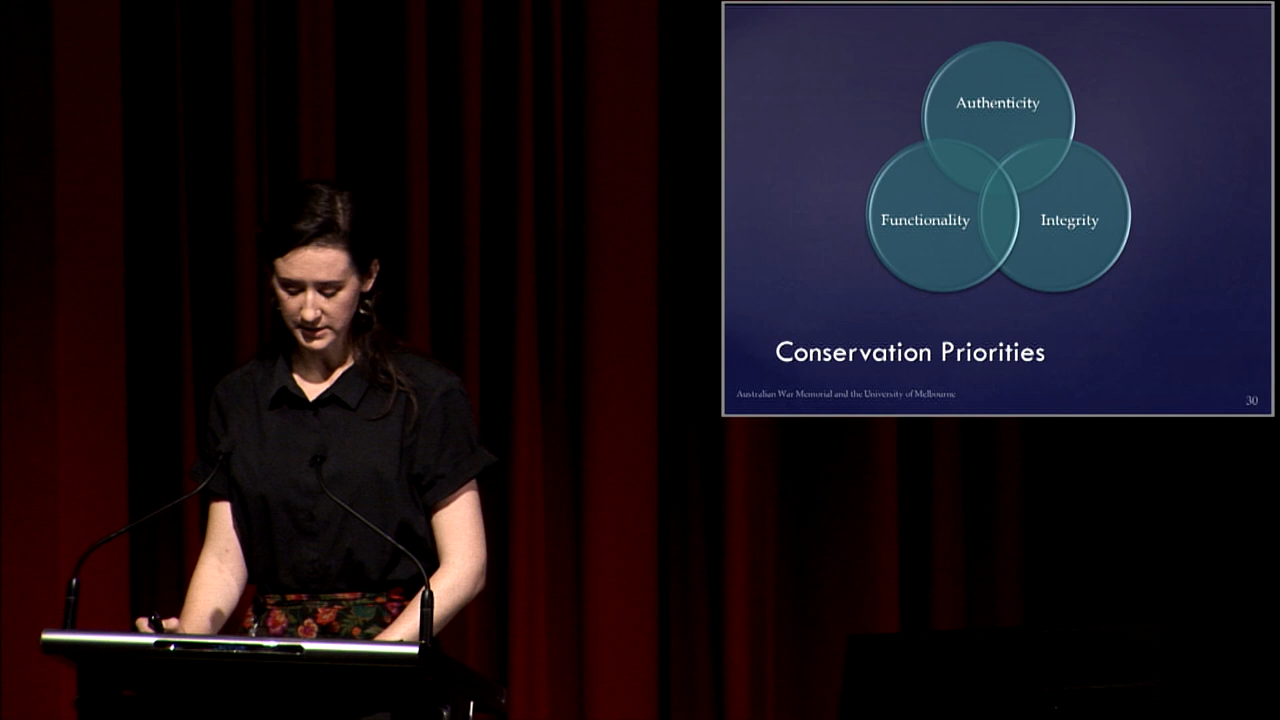 Authenticity
Functionality
Integrity
Conservation Priorities
Australian War Memorial and the University of Melbourne
30